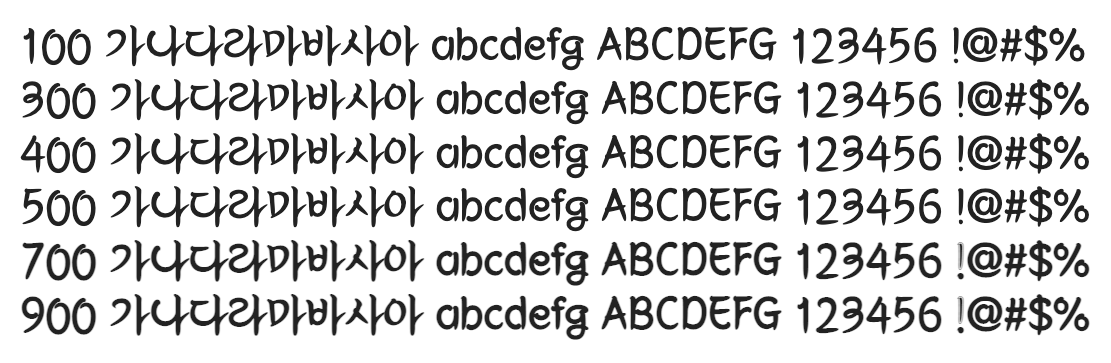 100 가나다라마바사아 abcdefg ABCDEFG 123456 !@#$%
300 가나다라마바사아 abcdefg ABCDEFG 123456 !@#$%
400 가나다라마바사아 abcdefg ABCDEFG 123456 !@#$%
500 가나다라마바사아 abcdefg ABCDEFG 123456 !@#$%
700 가나다라마바사아 abcdefg ABCDEFG 123456 !@#$%
900 가나다라마바사아 abcdefg ABCDEFG 123456 !@#$%